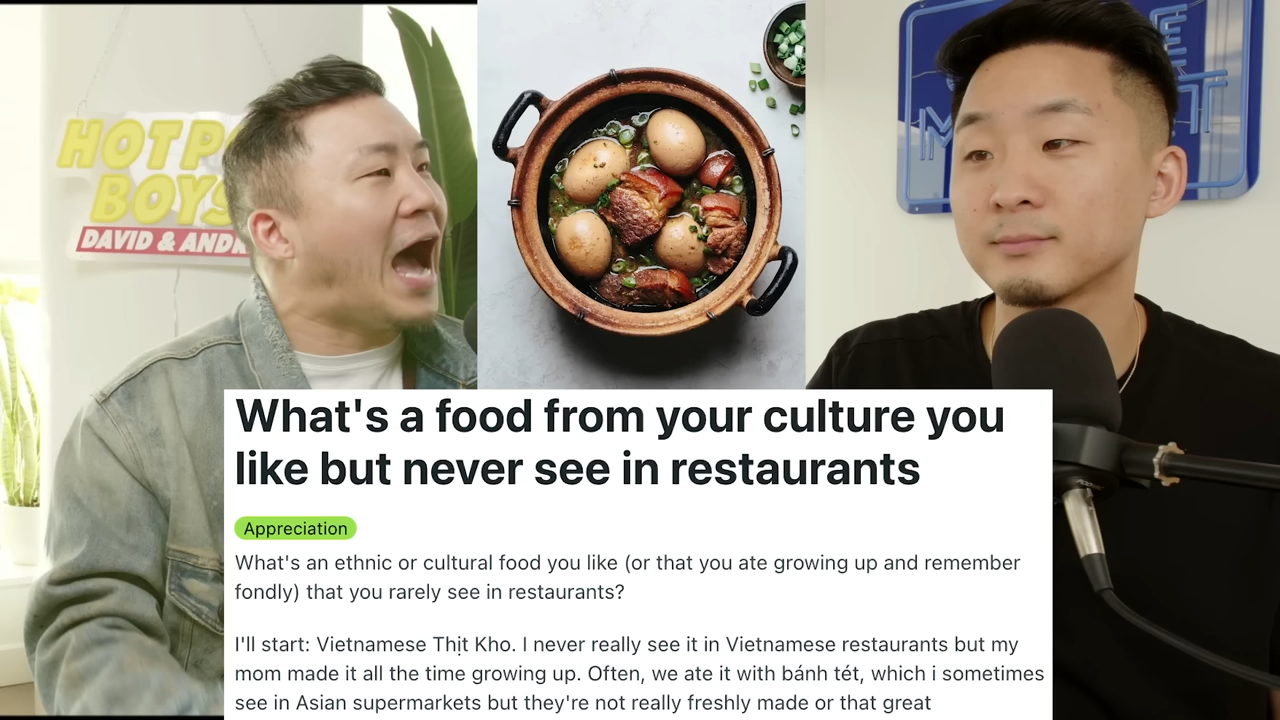 HOTP
BOYS
DAVID & AND
What's a food from your culture you
like but never see in restaurants
Appreciation
What's an ethnic or cultural food you like (or that you ate growing up and remember
fondly) that you rarely see in restaurants?
I'll start: Vietnamese Thịt Kho. I never really see it in Vietnamese restaurants but my
mom made it all the time growing up. Often, we ate it with bánh tét, which i sometimes
see in Asian supermarkets but they're not really freshly made or that great